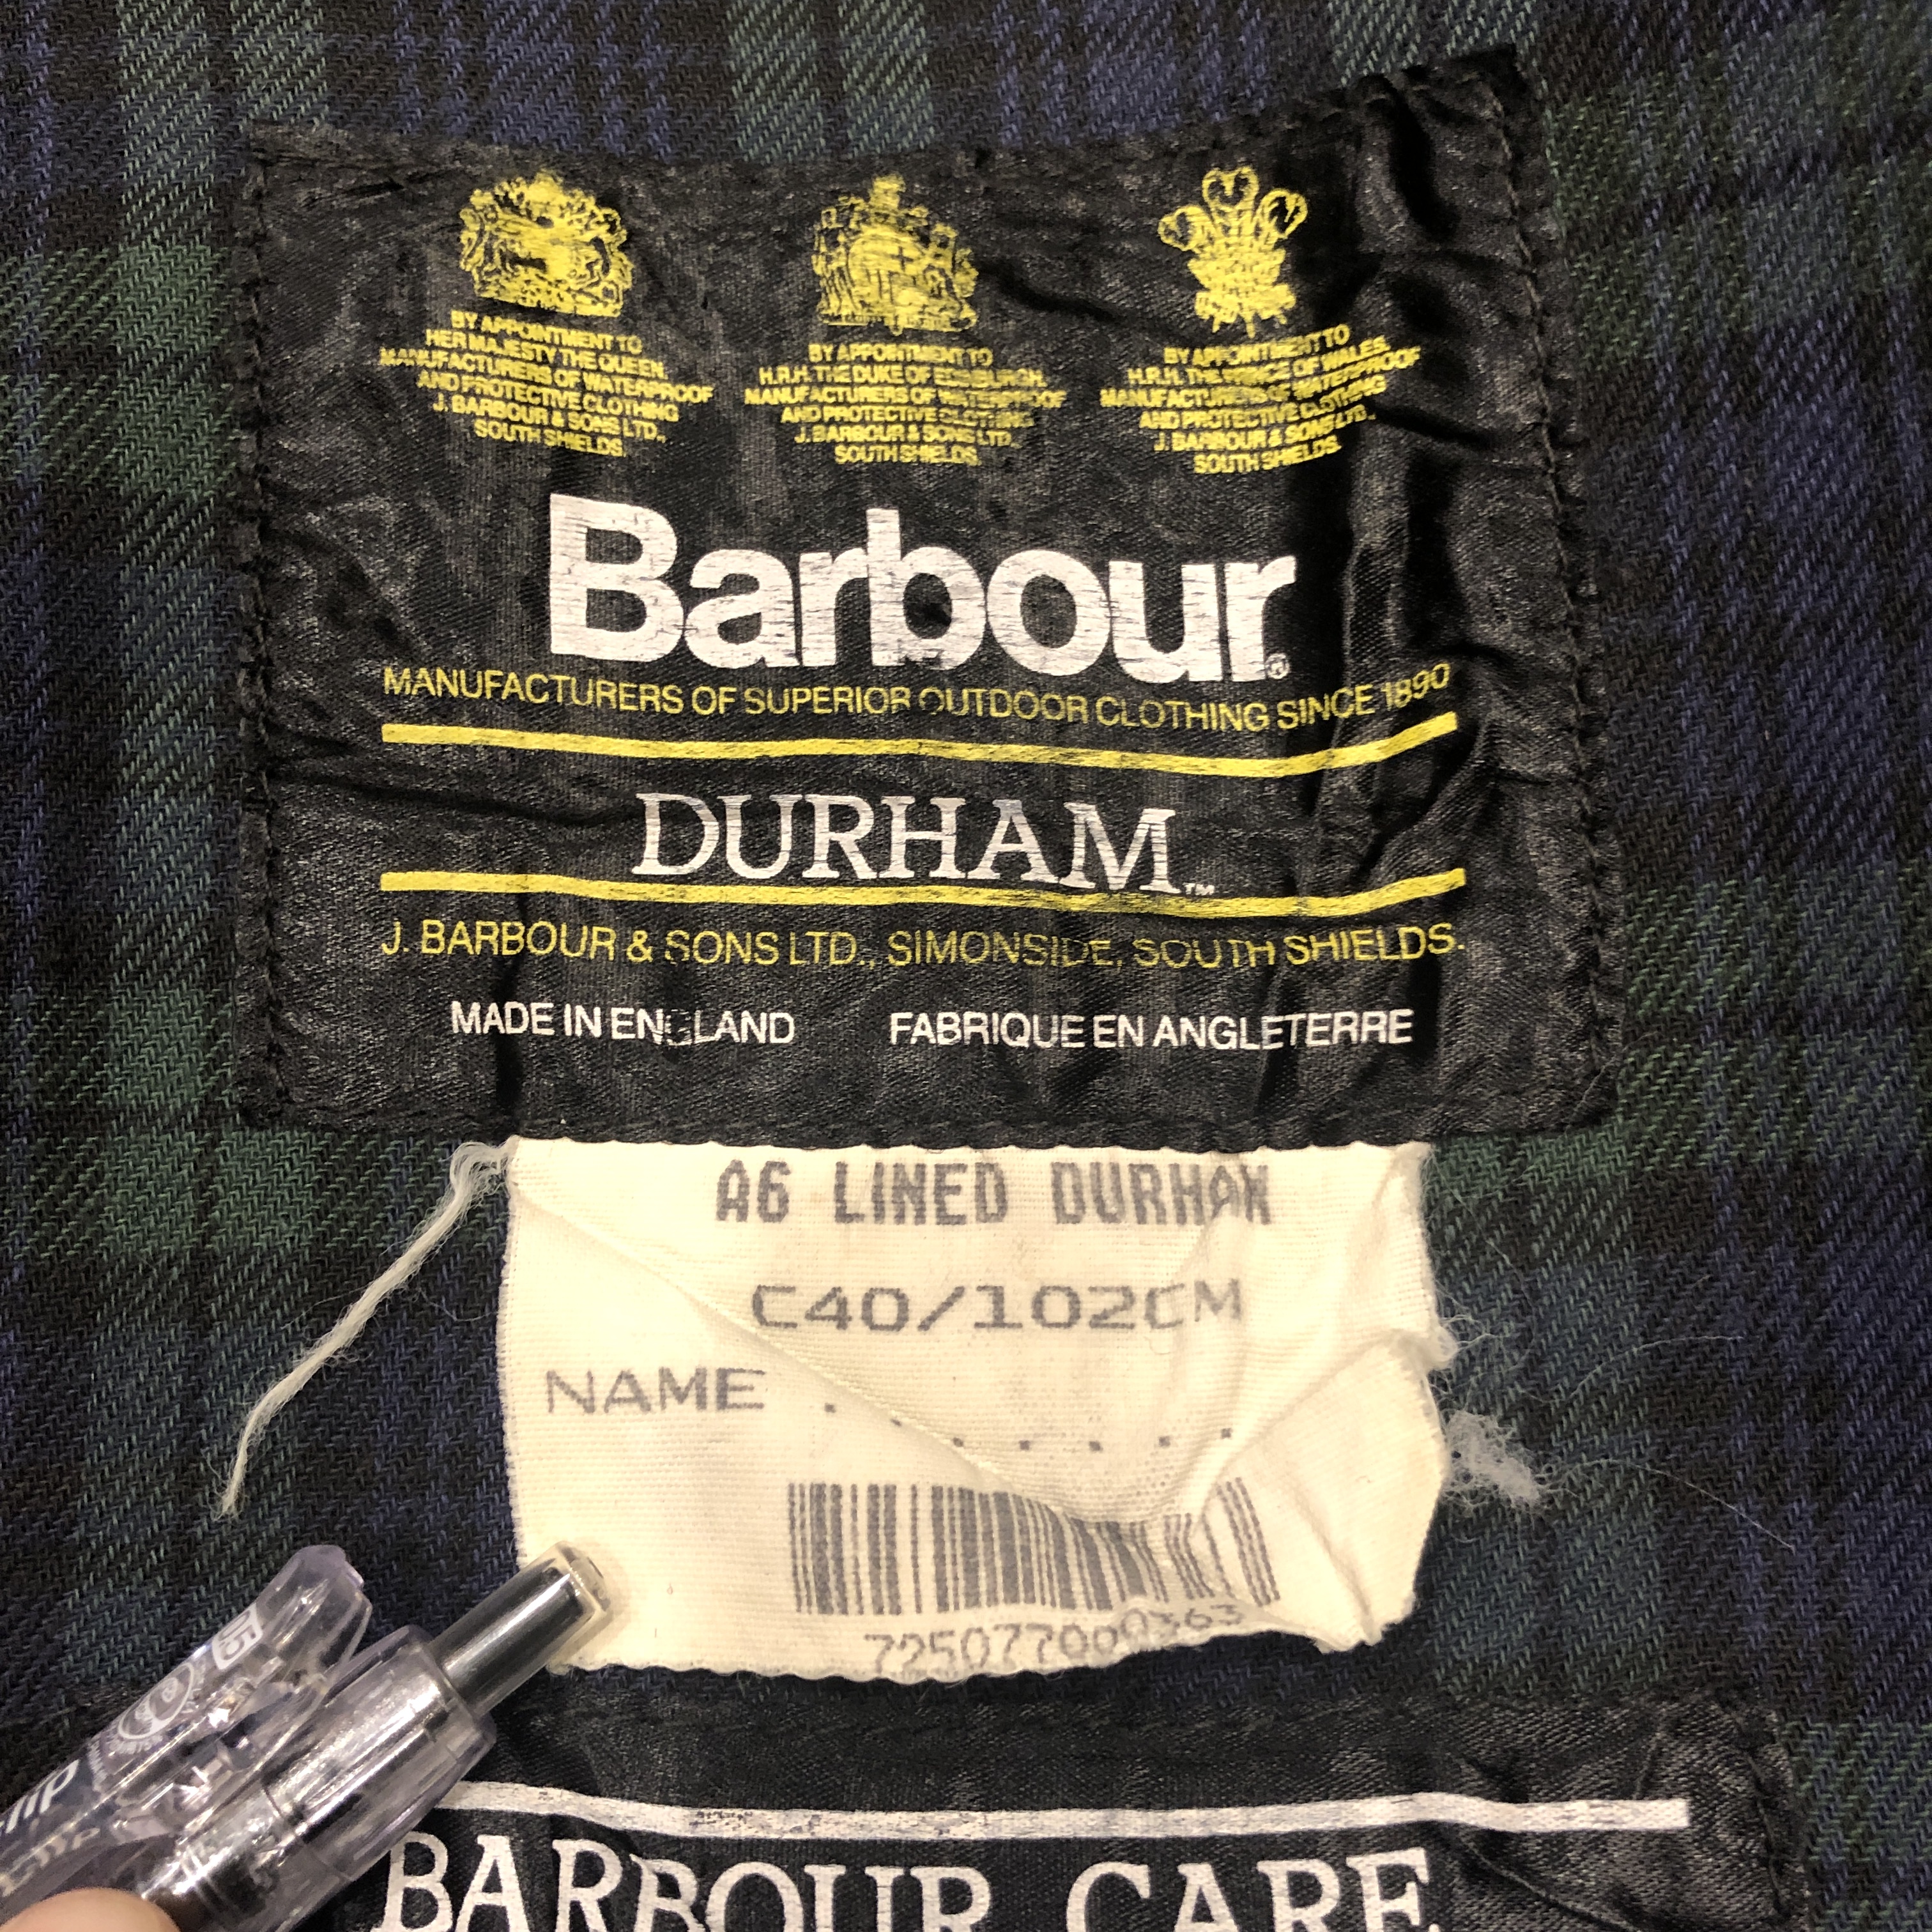 BY APPOINTMENT TO
HER MAJESTY THE QUEEN.
MANUFACTURERS OF WATERPROOF
AND PROTECTIVE CLOTHING
J. BARBOUR & SONS LTD.,
SOUTH SHIELDS.
BY APPOINTMENT TO
H.R.H. THE DUKE OF EDINBURGH.
MANUFACTURERS OF WATERPROOF
AND PROTECTIVE CLOTHING
J. BARBOUR & SONS LTD.,
SOUTH SHIELDS.
BY APPOINTMENT TO
H.R.H. THE PRINCE OF WALES.
MANUFACTURERS OF WATERPROOF
AND PROTECTIVE CLOTHING
J. BARBOUR & SONS LTD.,
SOUTH SHIELDS.
Barbour®
MANUFACTURERS OF SUPERIOR OUTDOOR CLOTHING SINCE 1890
DURHAM™
J. BARBOUR & SONS LTD., SIMONSIDE, SOUTH SHIELDS.
MADE IN ENGLAND FABRIQUE EN ANGLETERRE
A6 LINED DURHAM
C40/102CM
NAME . . . . . . .
725077000363
BARBOUR CARE